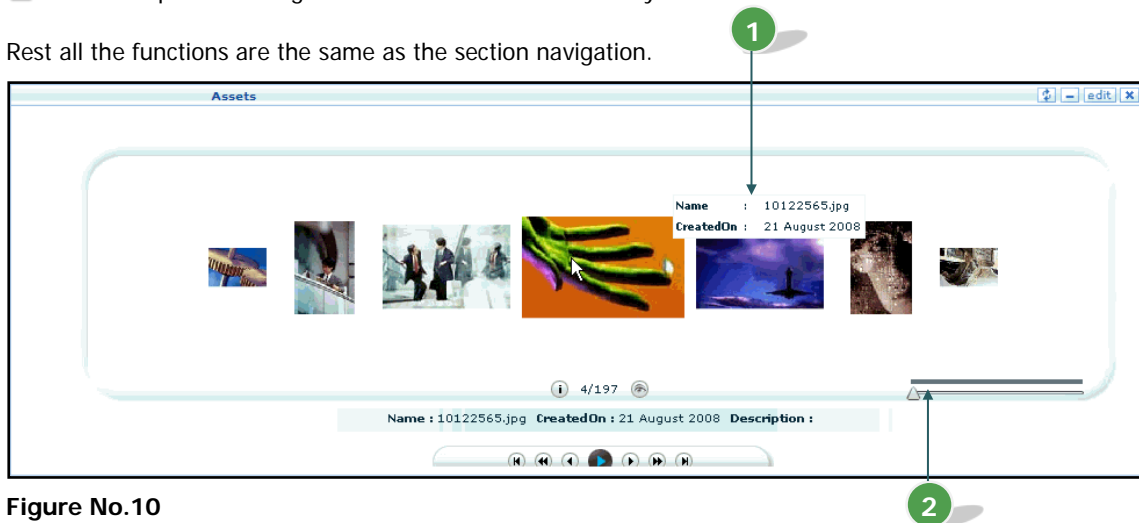 Rest all the functions are the same as the section navigation.
1
Assets
edit
Name : 10122565.jpg
CreatedOn : 21 August 2008
4/197
Name : 10122565.jpg CreatedOn : 21 August 2008 Description :
Figure No.10
2